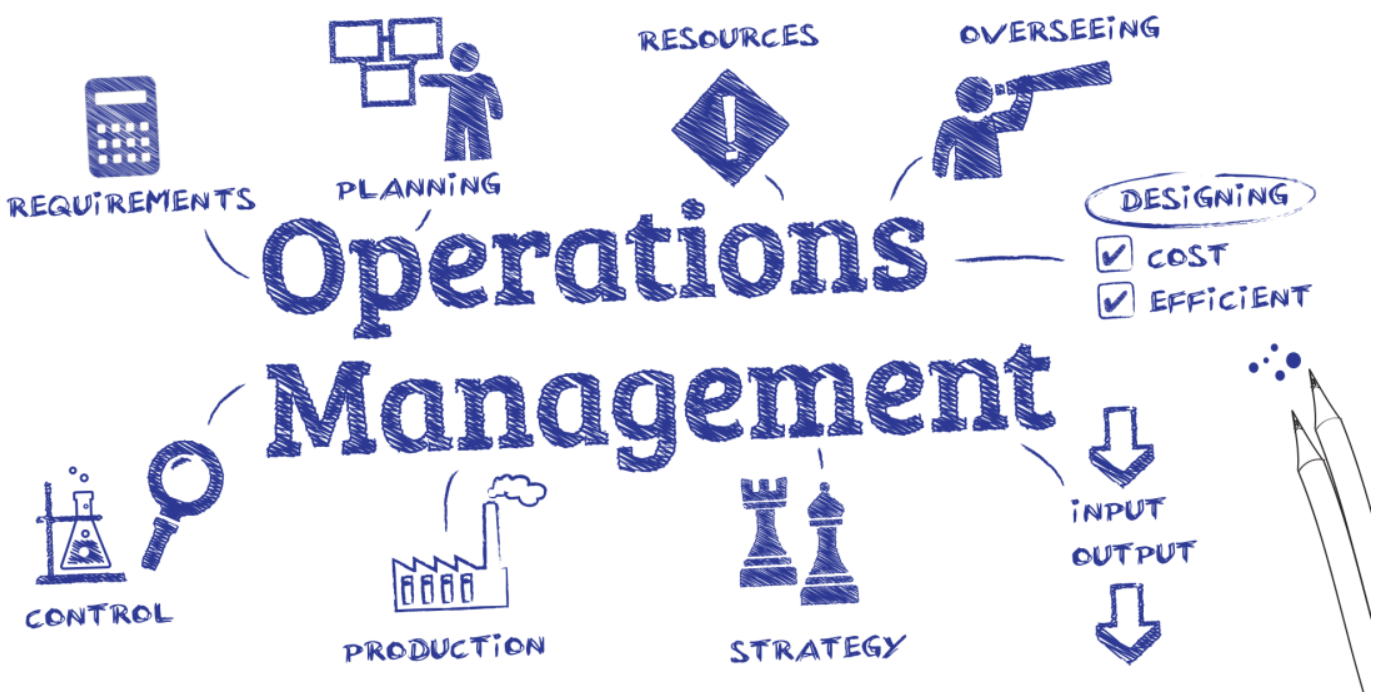 RESOURCES
OVERSEEING
REQUIREMENTS
PLANNING
DESIGNING
COST
EFFICIENT
Operations
Management
INPUT
OUTPUT
CONTROL
PRODUCTION
STRATEGY